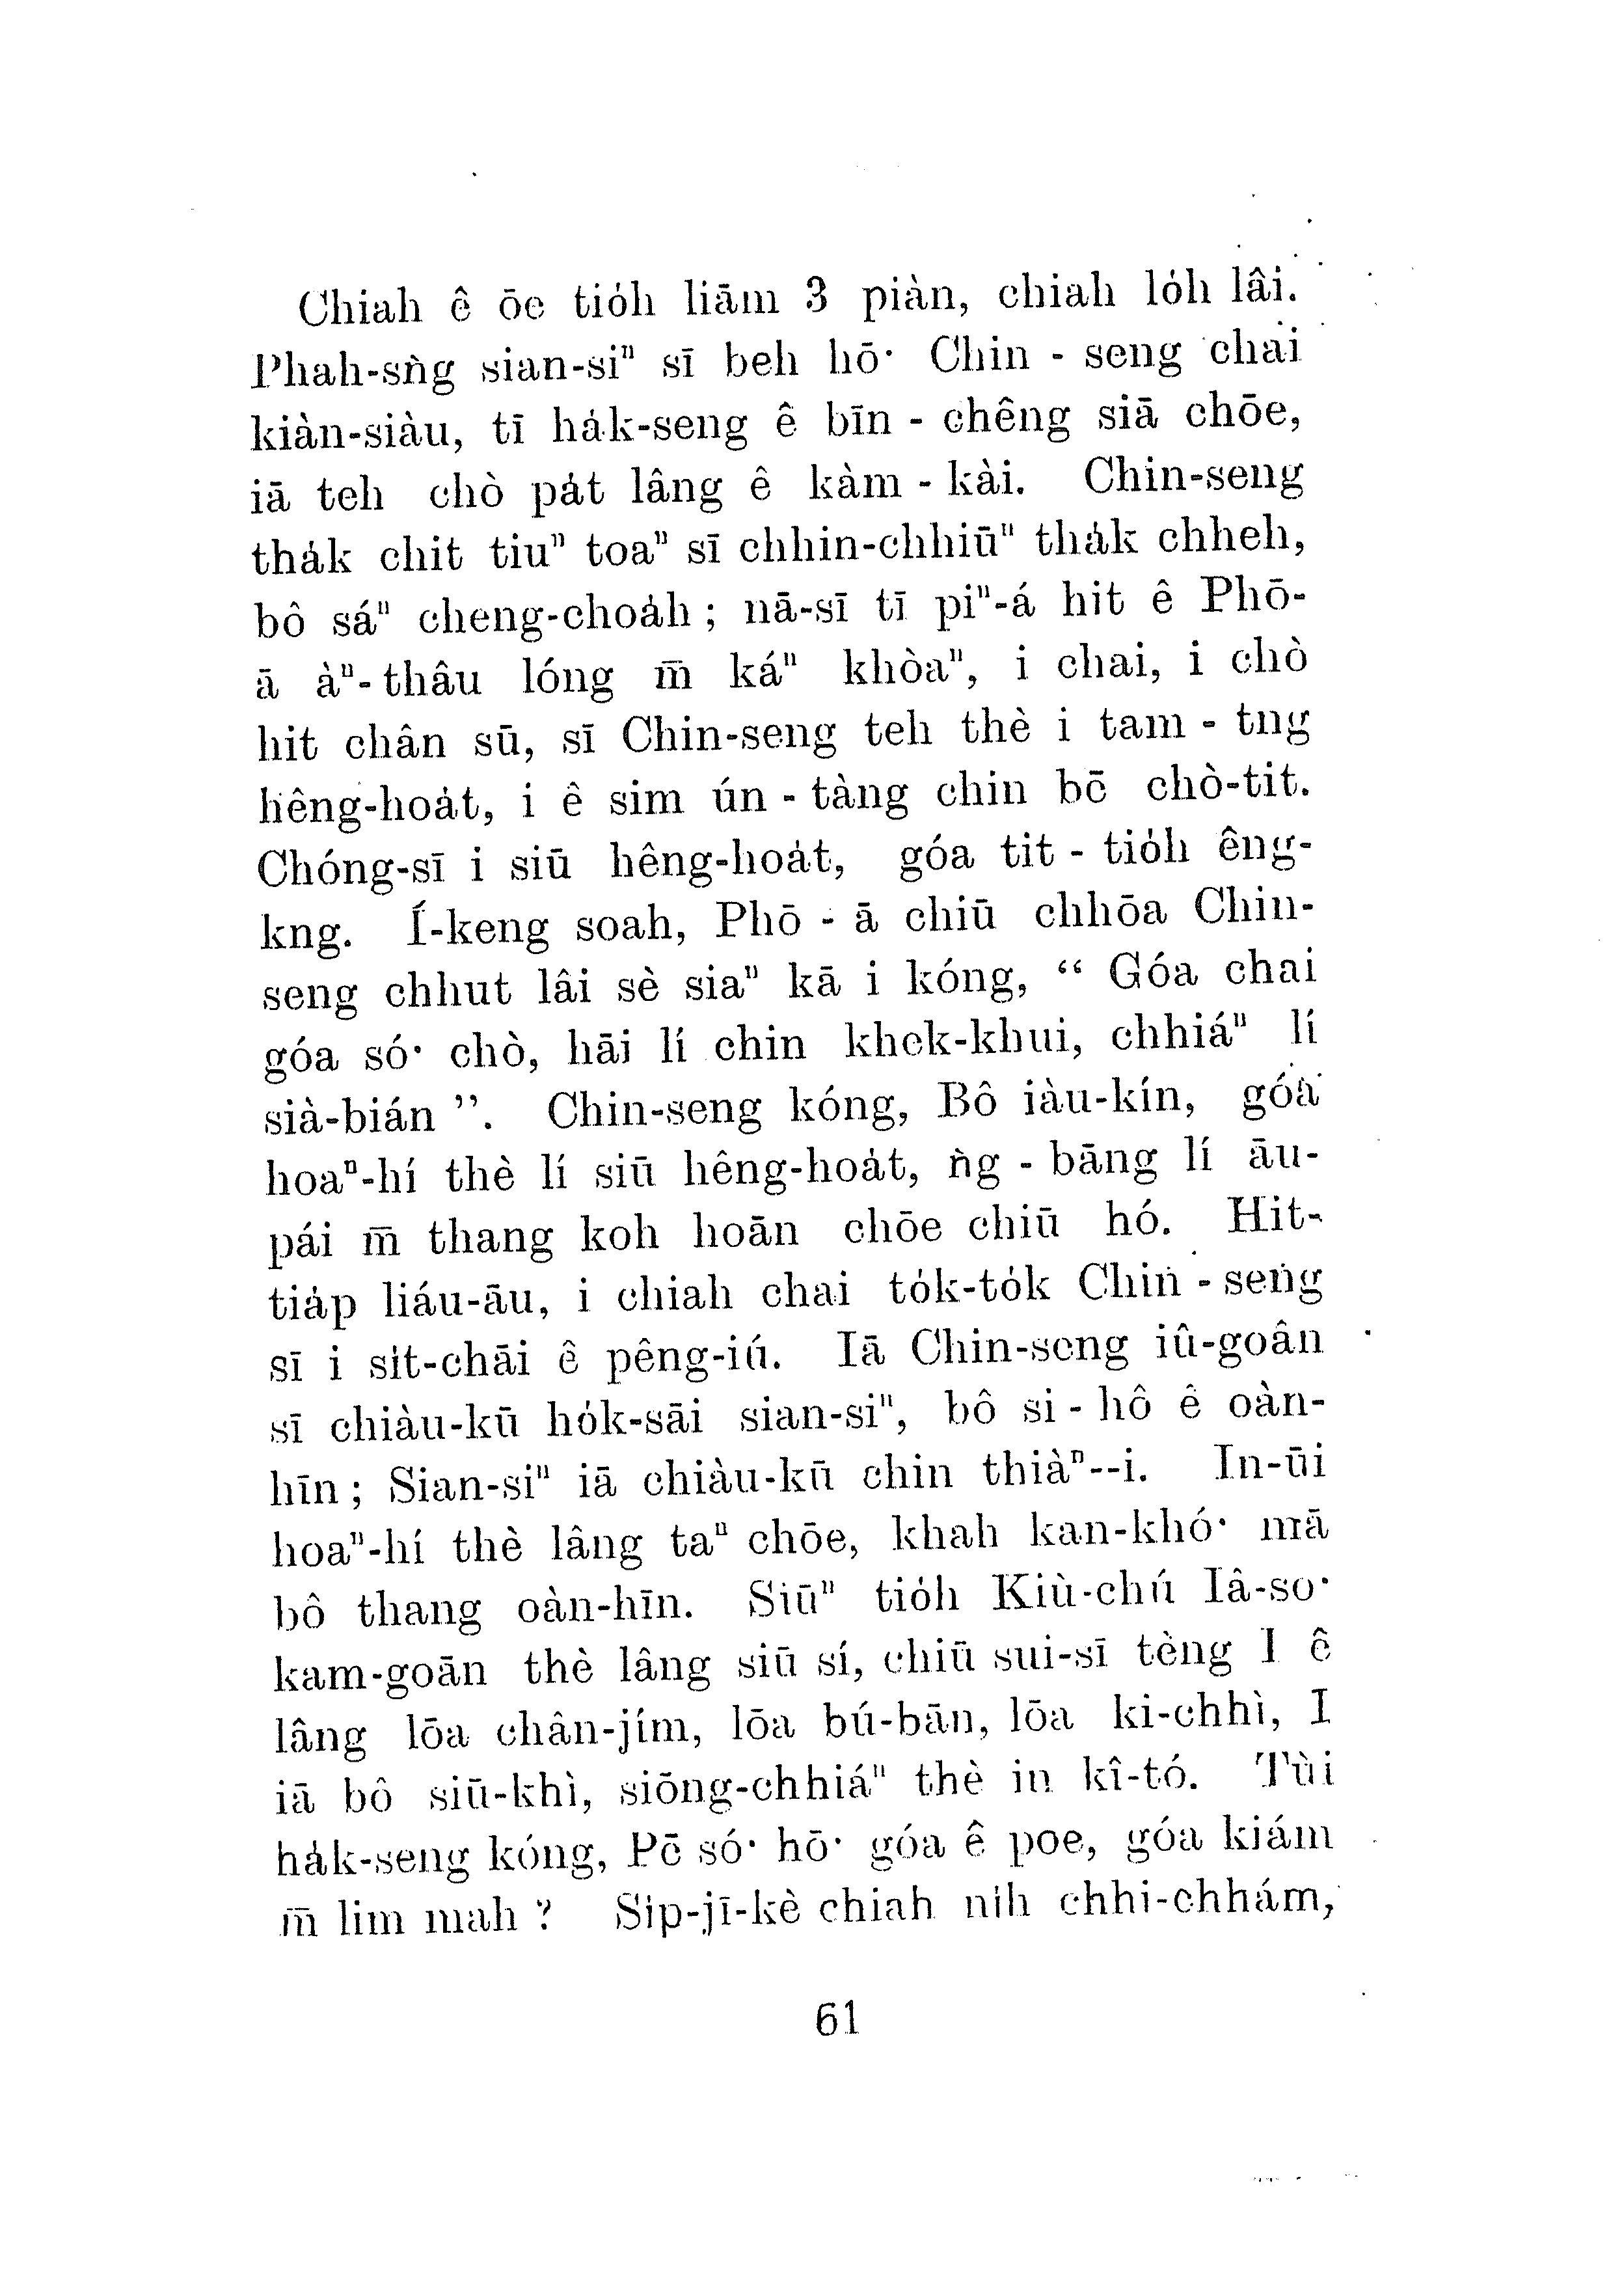 Chiah ê ōe tio̍h liām 3 piàn, chiah lo̍h lâi.
Phah-sǹg sian-siⁿ sī beh hō͘ Chin - seng chai
kiàn-siàu, tī ha̍k-seng ê bīn - chêng siā chōe,
iā teh chò pa̍t lâng ê kàm - kài. Chin-seng
tha̍k chit tiuⁿ toaⁿ sī chhin-chhiūⁿ tha̍k chheh,
bô sáⁿ cheng-choa̍h ; nā-sī tī piⁿ-á hit ê Phō-
ā àⁿ-thâu lóng m̄ káⁿ khòaⁿ, i chai, i chò
hit chân sū, sī Chin-seng teh thè i tam - tng
hêng-hoa̍t, i ê sim ún - tàng chin bō chò-tit.
Chóng-sī i siū hêng-hoa̍t, góa tit - tio̍h êng-
kng. Í-keng soah, Phō - ā chiū chhōa Chin-
seng chhut lâi sè siaⁿ kā i kóng, “ Góa chai
góa só͘ chò, hāi lí chin khek-khui, chhiáⁿ lí
sià-bián ”. Chin-seng kóng, Bô iàu-kín, góa
hoaⁿ-hí thè lí siū hêng-hoa̍t, ǹg - bāng lí āu-
pái m̄ thang koh hoān chōe chiū hó. Hit-
tia̍p liáu-āu, i chiah chai to̍k-to̍k Chin - seng
sī i si̍t-chāi ê pêng-iú. Iā Chin-seng iû-goân
sī chiàu-kū ho̍k-sāi sian-siⁿ, bô si - hô ê oàn-
hīn ; Sian-siⁿ iā chiàu-kū chin thiàⁿ--i. In-ūi
hoaⁿ-hí thè lâng taⁿ chōe, khah kan-khó͘ mā
bô thang oàn-hīn. Siūⁿ tio̍h Kiù-chú Iâ-so͘
kam-goān thè lâng siū sí, chiū sui-sī tèng I ê
lâng lōa chân-jím, lōa bú-bān, lōa ki-chhì, I
iā bô siū-khì, siōng-chhiáⁿ thè in kî-tó. Tùi
ha̍k-seng kóng, Pē só͘ hō͘ góa ê poe, góa kiám
m̄ lim mah ? Si̍p-jī-kè chiah ni̍h chhi-chhám,
61